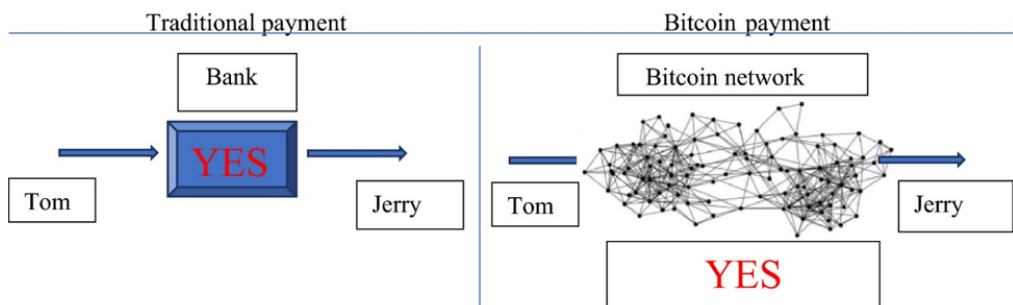 Traditional payment
Bank
YES
Tom
Jerry
Bitcoin payment
Bitcoin network
Tom
Jerry
YES